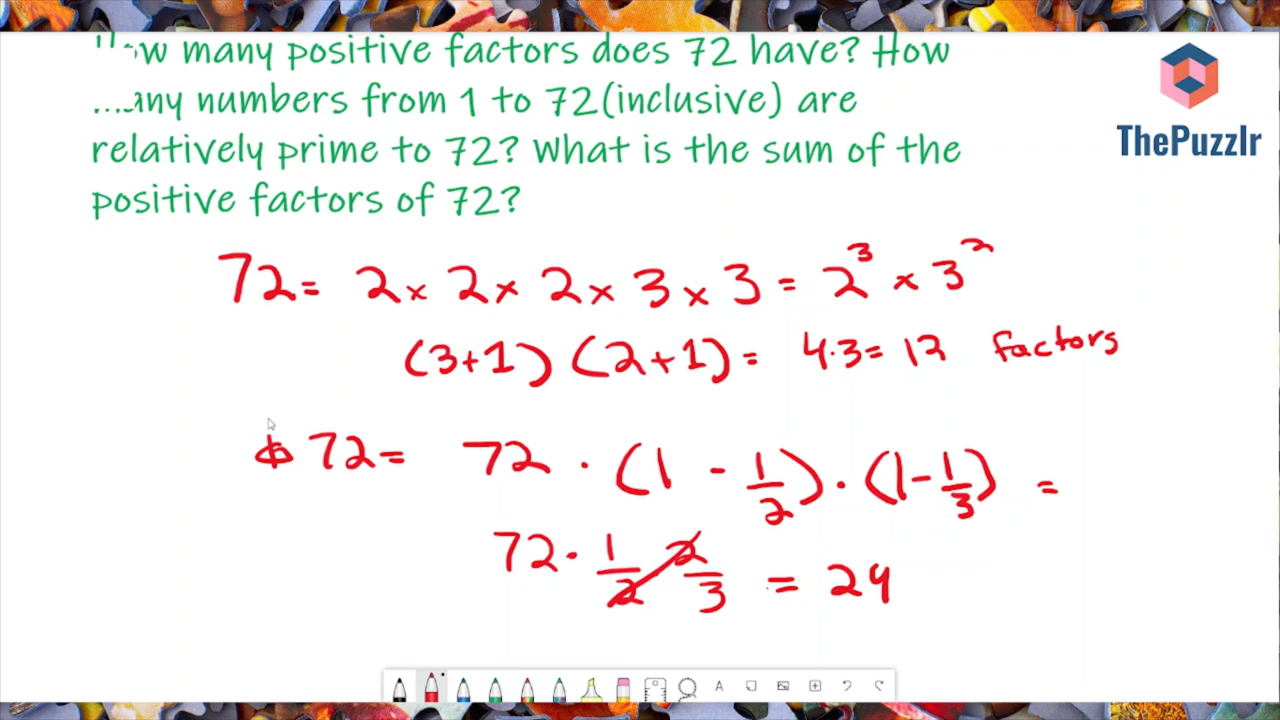 How many positive factors does 72 have? How
many numbers from 1 to 72(inclusive) are
relatively prime to 72? What is the sum of the
positive factors of 72?
ThePuzzlr
72= 2 × 2 × 2 × 3 × 3 = 2³ × 3²
(3+1) (2+1) = 4·3= 12 factors
ϕ 72= 72 · (1 - 1/2) · (1 - 1/3) =
72 · 1/2 · 2/3 = 24
A